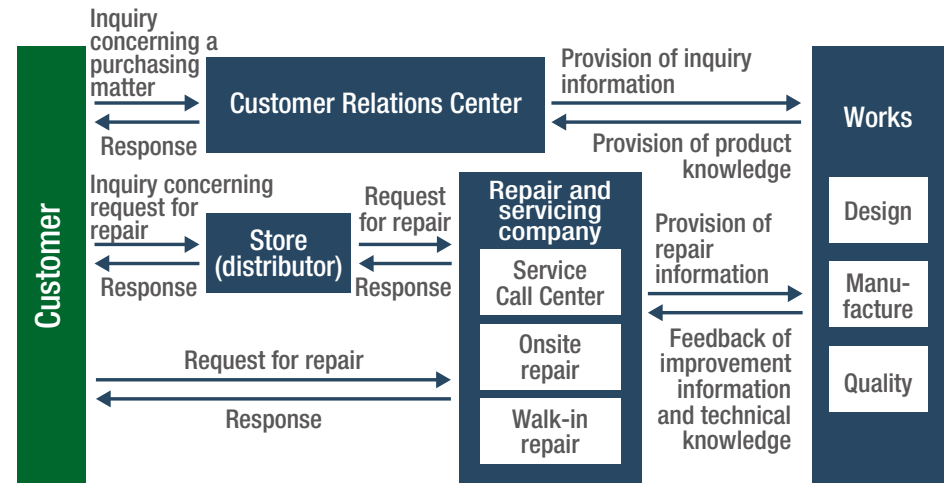 Customer
Inquiry
concerning a
purchasing
matter
Response
Customer Relations Center
Provision of inquiry
information
Provision of product
knowledge
Works
Design
Manu-
facture
Quality
Inquiry concerning
request for
repair
Response
Store
(distributor)
Request
for repair
Response
Repair and
servicing
company
Service
Call Center
Onsite
repair
Walk-in
repair
Provision of
repair
information
Feedback of
improvement
information
and technical
knowledge
Request for repair
Response